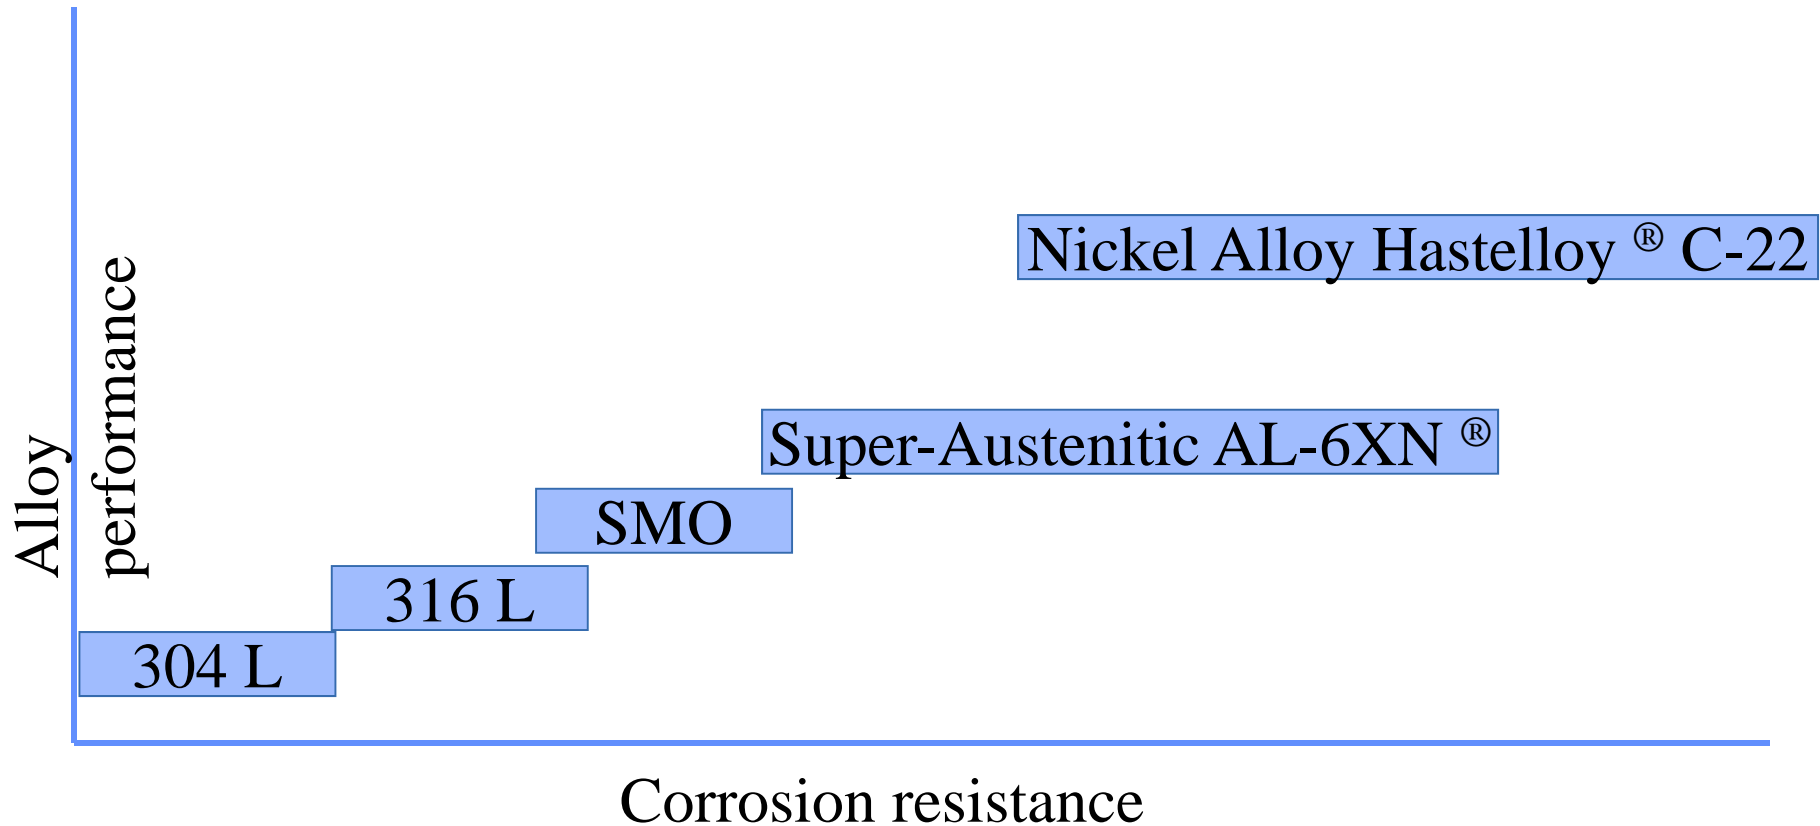 Nickel Alloy Hastelloy ® C-22
Super-Austenitic AL-6XN ®
SMO
316 L
304 L
Alloy
performance
Corrosion resistance